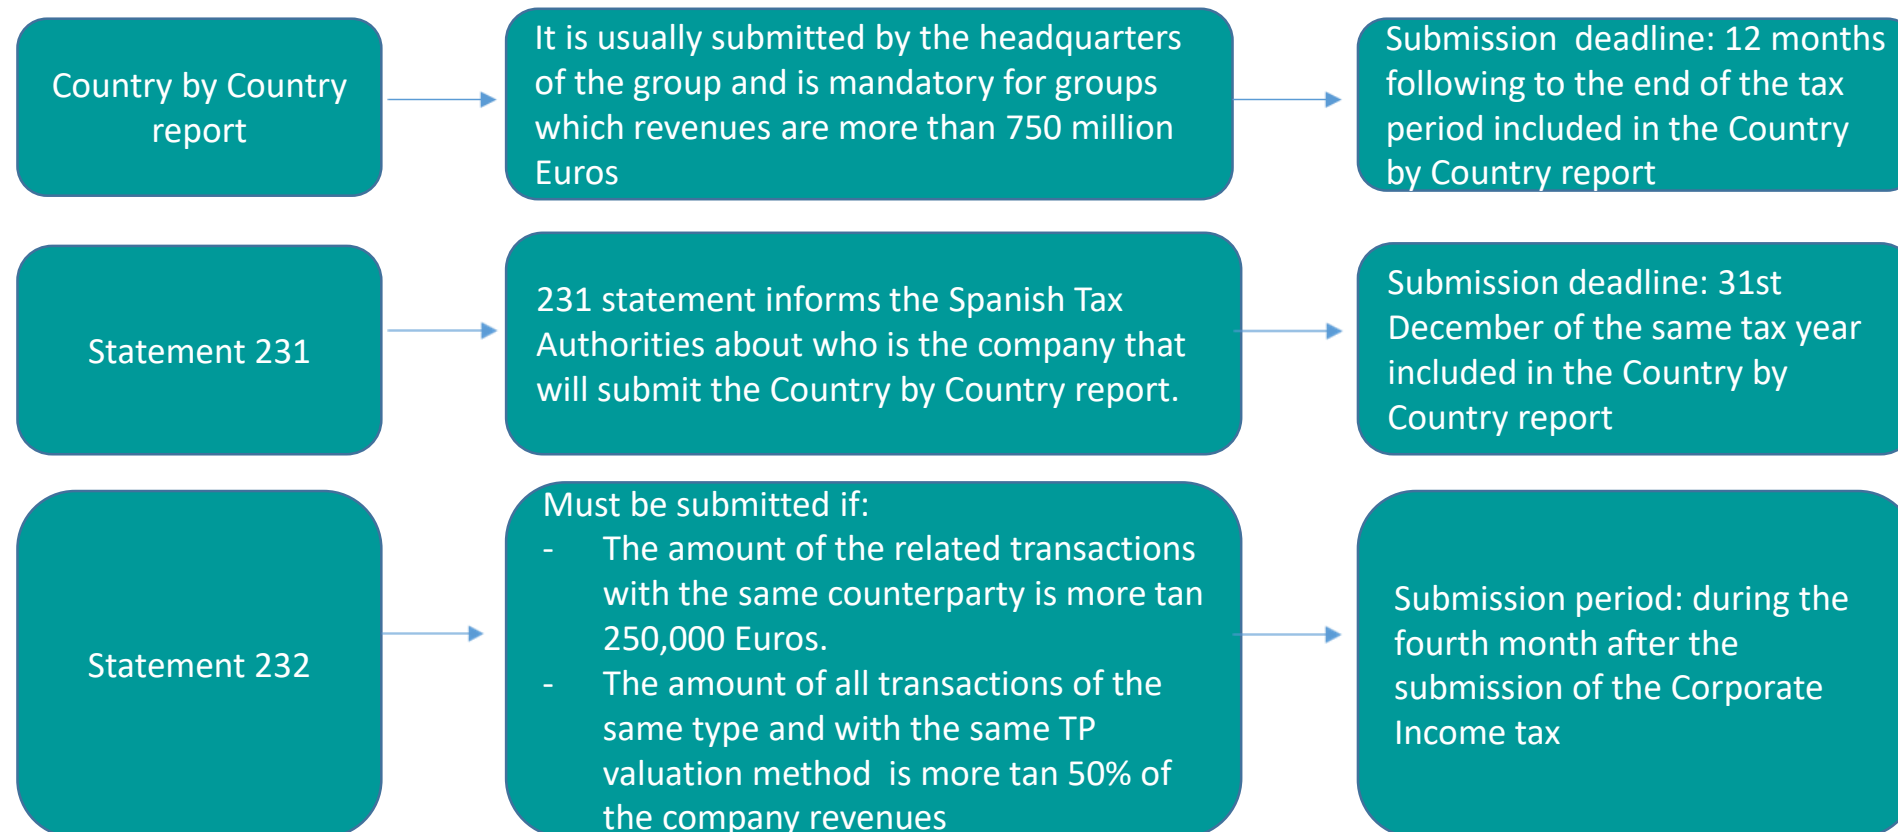 Country by Country
report
It is usually submitted by the headquarters
of the group and is mandatory for groups
which revenues are more than 750 million
Euros
Submission deadline: 12 months
following to the end of the tax
period included in the Country
by Country report
Statement 231
231 statement informs the Spanish Tax
Authorities about who is the company that
will submit the Country by Country report.
Submission deadline: 31st
December of the same tax year
included in the Country by
Country report
Statement 232
Must be submitted if:
- The amount of the related transactions
with the same counterparty is more tan
250,000 Euros.
- The amount of all transactions of the
same type and with the same TP
valuation method is more tan 50% of
the company revenues
Submission period: during the
fourth month after the
submission of the Corporate
Income tax